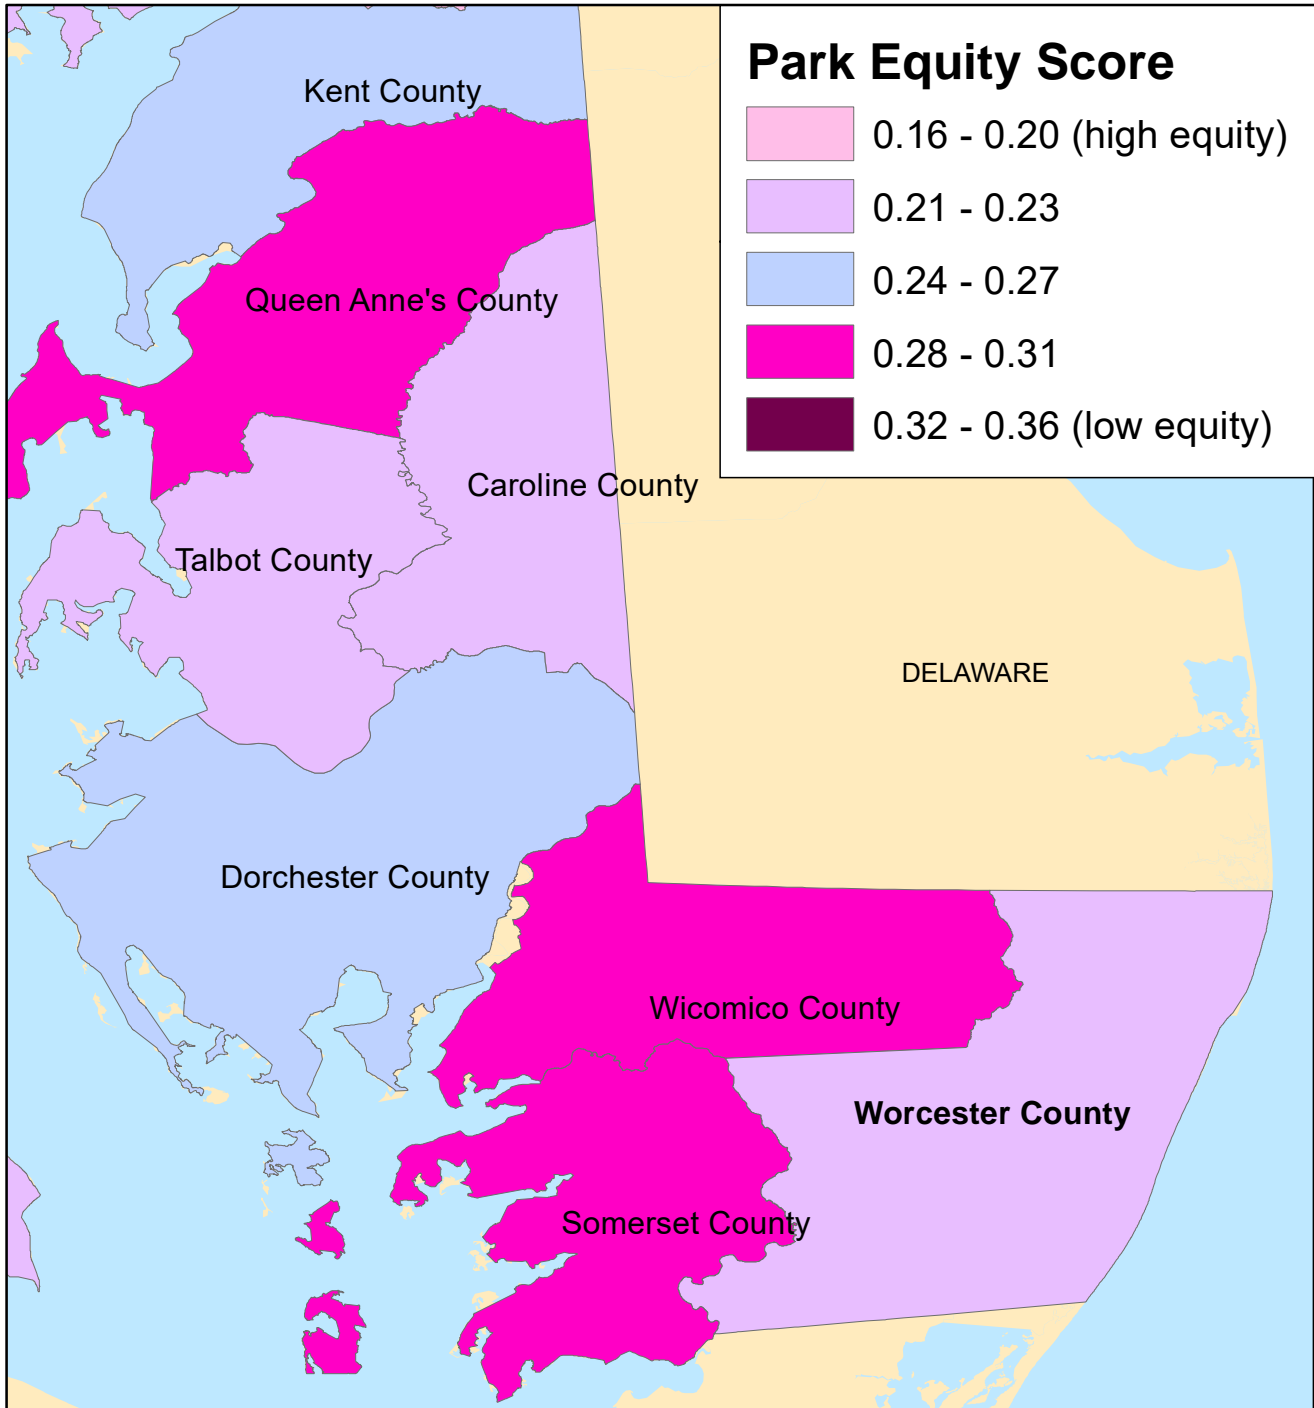 Park Equity Score
0.16 - 0.20 (high equity)
0.21 - 0.23
0.24 - 0.27
0.28 - 0.31
0.32 - 0.36 (low equity)
Kent County
Queen Anne's County
Caroline County
Talbot County
DELAWARE
Dorchester County
Wicomico County
Worcester County
Somerset County